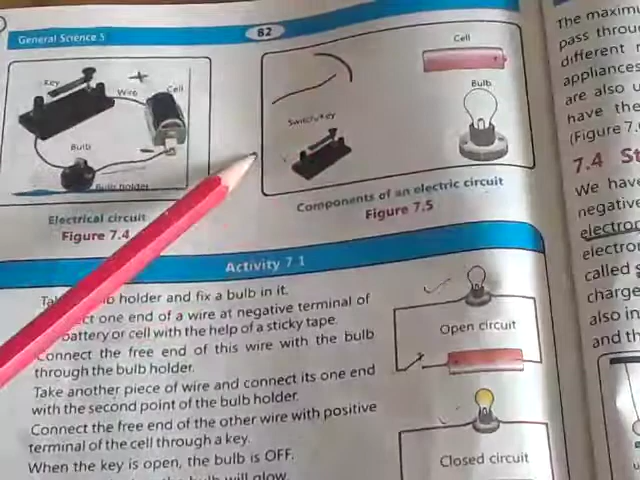 General Science 5
82
Key
Wire
Cell
Bulb
Bulb holder
Electrical circuit
Figure 7.4
Cell
Bulb
Switch/Key
Components of an electric circuit
Figure 7.5
Activity 7.1
holder and fix a bulb in it.
one end of a wire at negative terminal of
battery or cell with the help of a sticky tape.
Connect the free end of this wire with the bulb
through the bulb holder.
Take another piece of wire and connect its one end
with the second point of the bulb holder.
Connect the free end of the other wire with positive
terminal of the cell through a key.
When the key is open, the bulb is OFF.
bulb will glow.
Open circuit
Closed circuit
The
pass
different
appliances
are also
have the
(Figure 7.
7.4
We have
negative
electro
called
charge
also in
and th